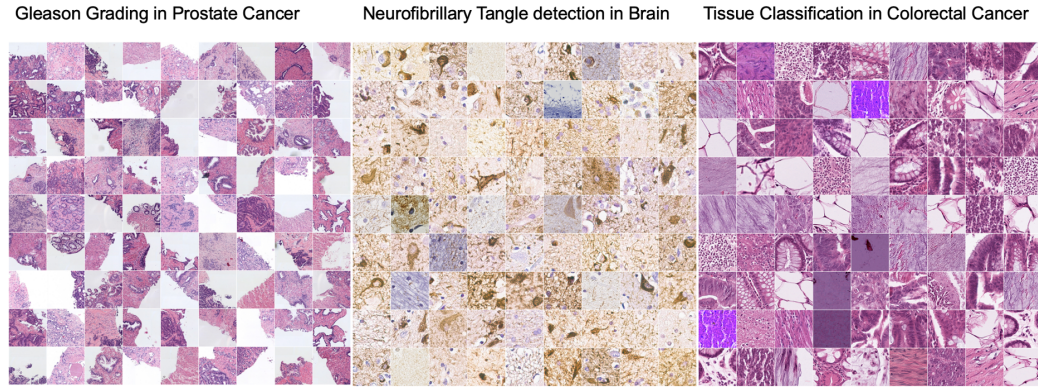 Gleason Grading in Prostate Cancer
Neurofibrillary Tangle detection in Brain
Tissue Classification in Colorectal Cancer